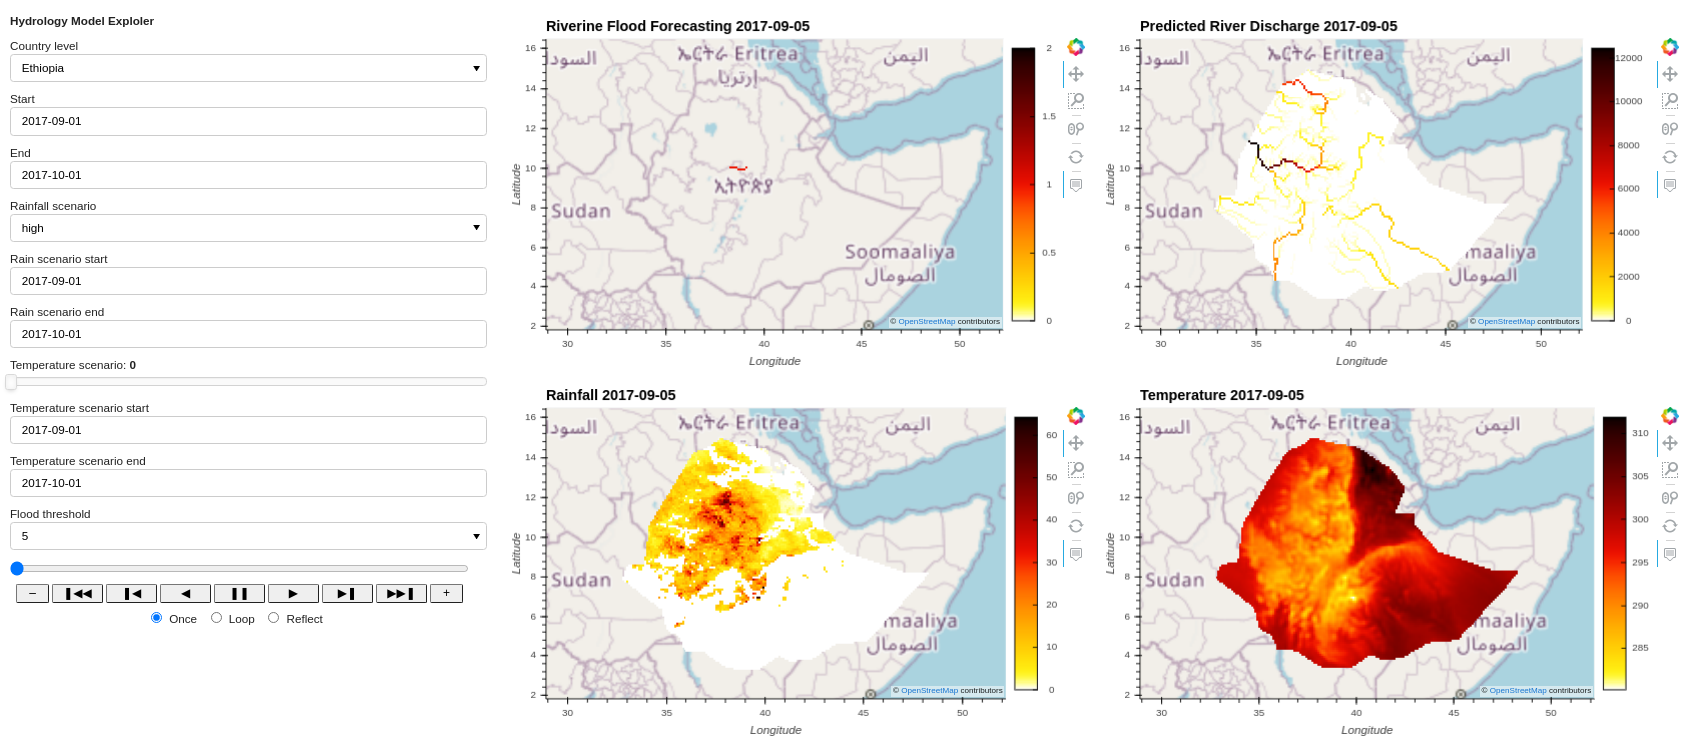 Hydrology Model Exploler
Country level
Ethiopia
Start
2017-09-01
End
2017-10-01
Rainfall scenario
high
Rain scenario start
2017-09-01
Rain scenario end
2017-10-01
Temperature scenario: 0
Temperature scenario start
2017-09-01
Temperature scenario end
2017-10-01
Flood threshold
5
–
+
Once Loop Reflect
Riverine Flood Forecasting 2017-09-05
16
14
12
10
8
6
4
2
Latitude
30 35 40 45 50
Longitude
السود
ኤርትራ Eritrea
إرتريا
اليمن
ኢትዮጵያ
Sudan
Soomaaliya
الصومال
© OpenStreetMap contributors
2
1.5
1
0.5
0
Predicted River Discharge 2017-09-05
16
14
12
10
8
6
4
2
Latitude
30 35 40 45 50
Longitude
السود
ኤርትራ Eritrea
اليمن
Sudan
maaliya
الصومال
© OpenStreetMap contributors
12000
10000
8000
6000
4000
2000
0
Rainfall 2017-09-05
16
14
12
10
8
6
4
2
Latitude
30 35 40 45 50
Longitude
السود
ኤርትራ Eritrea
اليمن
Sudan
maaliya
الصومال
© OpenStreetMap contributors
60
50
40
30
20
10
0
Temperature 2017-09-05
16
14
12
10
8
6
4
2
Latitude
30 35 40 45 50
Longitude
السود
ኤርትራ Eritrea
اليمن
Sudan
maaliya
الصومال
© OpenStreetMap contributors
310
305
300
295
290
285